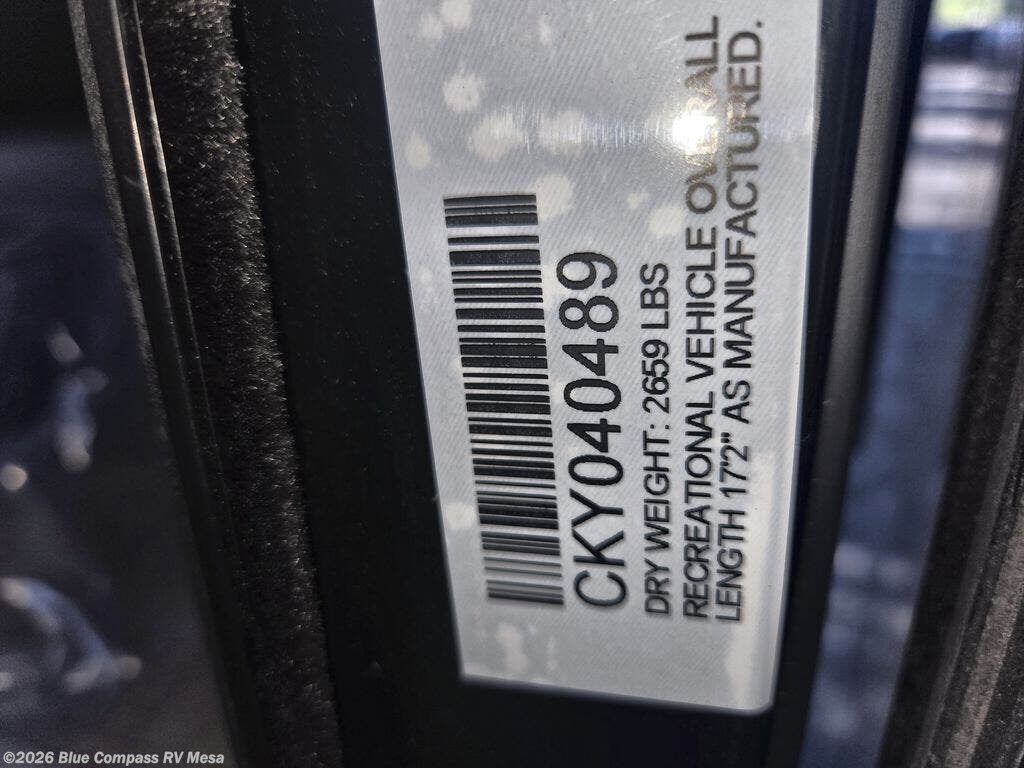 CKY040489
DRY WEIGHT: 2659 LBS
RECREATIONAL VEHICLE OVERALL
LENGTH 17'2" AS MANUFACTURED.
©2026 Blue Compass RV Mesa